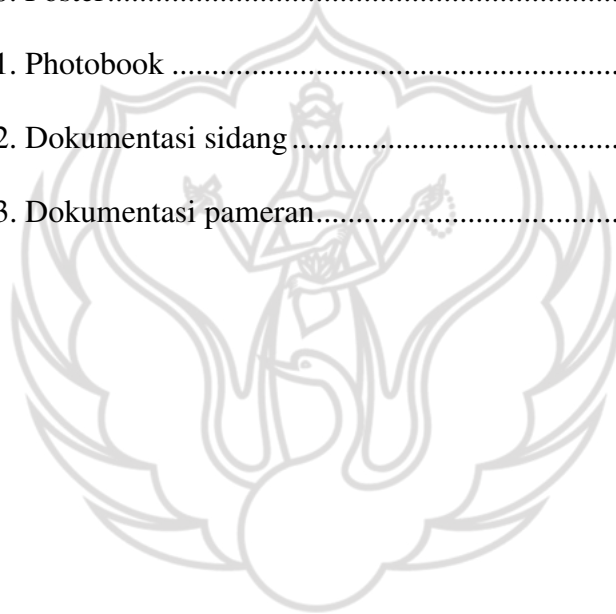 Poster......................................................................
1. Photobook ..........................................................
2. Dokumentasi sidang..........................................
3. Dokumentasi pameran.......................................